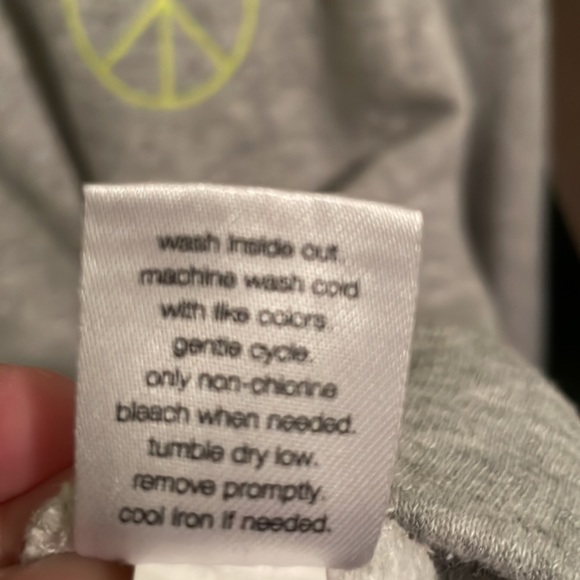 wash inside out.
machine wash cold
with like colors
gentle cycle.
only non-chlorine
bleach when needed.
tumble dry low.
remove promptly.
cool iron if needed.